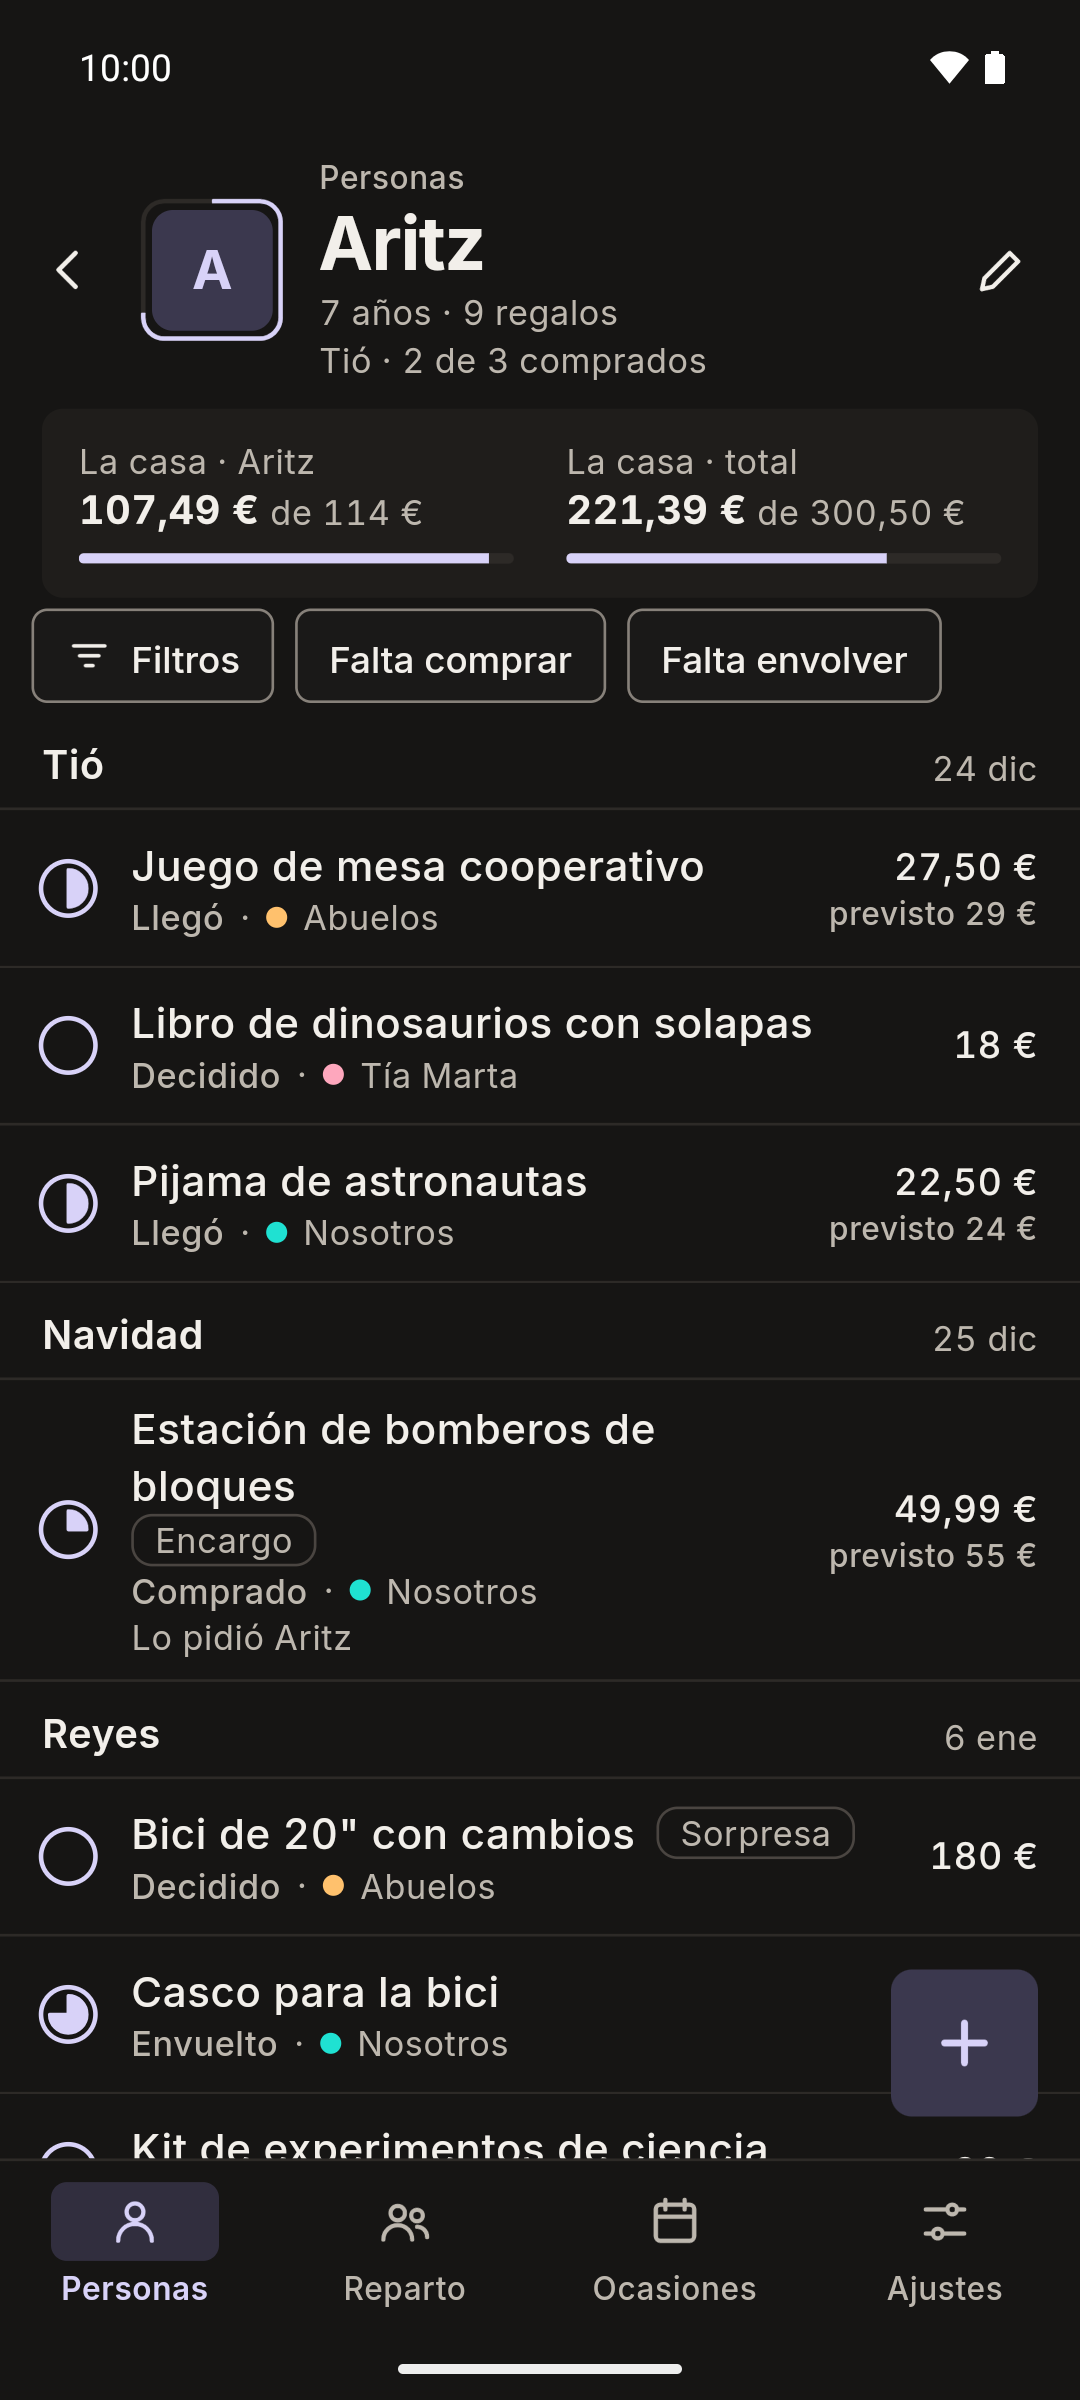 10:00
Personas
Aritz
A
7 años · 9 regalos
Tió · 2 de 3 comprados
La casa · Aritz
107,49 € de 114 €
La casa · total
221,39 € de 300,50 €
Filtros
Falta comprar
Falta envolver
Tió
24 dic
Juego de mesa cooperativo
Llegó · Abuelos
27,50 €
previsto 29 €
Libro de dinosaurios con solapas
Decidido · Tía Marta
18 €
Pijama de astronautas
Llegó · Nosotros
22,50 €
previsto 24 €
Navidad
25 dic
Estación de bomberos de
bloques
Encargo
Comprado · Nosotros
Lo pidió Aritz
49,99 €
previsto 55 €
Reyes
6 ene
Bici de 20" con cambios
Sorpresa
Decidido · Abuelos
180 €
Casco para la bici
Envuelto · Nosotros
Kit de experimentos de ciencia
Personas
Reparto
Ocasiones
Ajustes